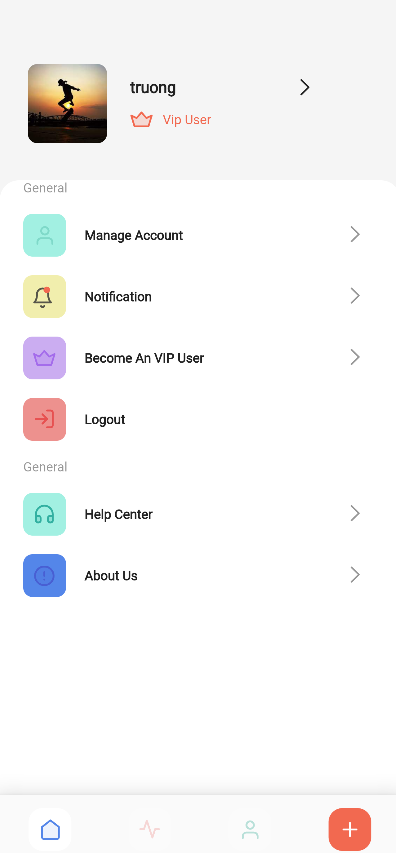 truong
Vip User
General
Manage Account
Notification
Become An VIP User
Logout
General
Help Center
About Us